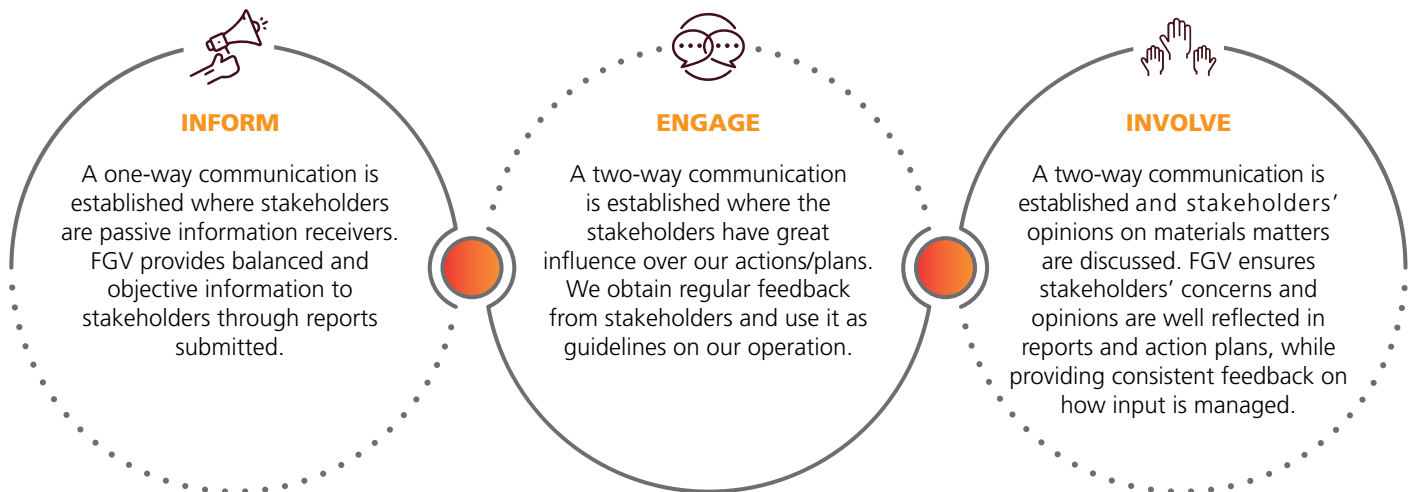 INFORM
A one-way communication is
established where stakeholders
are passive information receivers.
FGV provides balanced and
objective information to
stakeholders through reports
submitted.
ENGAGE
A two-way communication
is established where the
stakeholders have great
influence over our actions/plans.
We obtain regular feedback
from stakeholders and use it as
guidelines on our operation.
INVOLVE
A two-way communication is
established and stakeholders’
opinions on materials matters
are discussed. FGV ensures
stakeholders’ concerns and
opinions are well reflected in
reports and action plans, while
providing consistent feedback on
how input is managed.